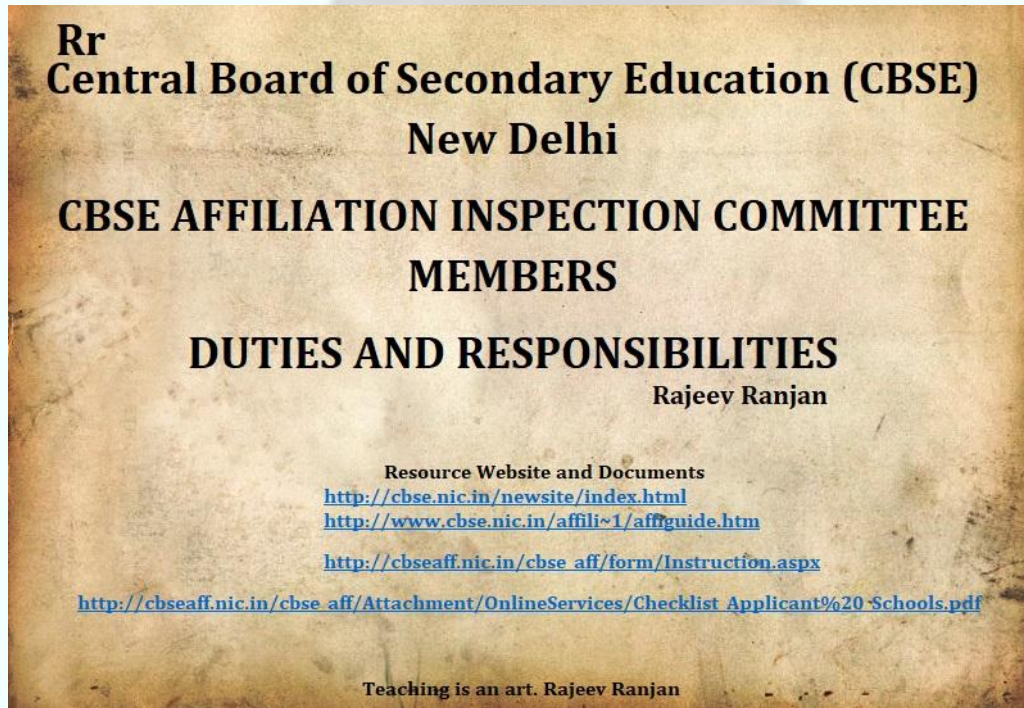 Rr
Central Board of Secondary Education (CBSE)
New Delhi
CBSE AFFILIATION INSPECTION COMMITTEE
MEMBERS
DUTIES AND RESPONSIBILITIES
Rajeev Ranjan
Resource Website and Documents
http://cbse.nic.in/newsite/index.html
http://www.cbse.nic.in/affili~1/affiguide.htm
http://cbseaff.nic.in/cbse_aff/form/Instruction.aspx
http://cbseaff.nic.in/cbse_aff/Attachment/OnlineServices/Checklist_Applicant%20-Schools.pdf
Teaching is an art. Rajeev Ranjan